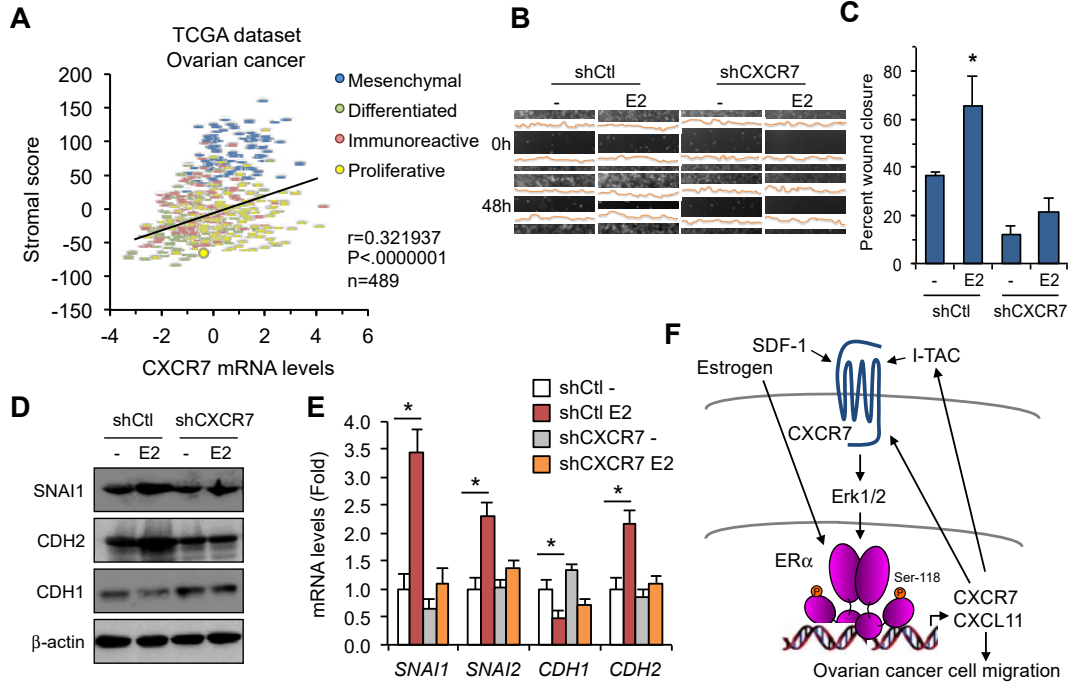 A
TCGA dataset
Ovarian cancer
200
150
100
50
0
-50
-100
-150
Stromal score
-4
-2
0
2
4
6
CXCR7 mRNA levels
Mesenchymal
Differentiated
Immunoreactive
Proliferative
r=0.321937
P<.0000001
n=489
B
shCtl
shCXCR7
- E2 - E2
0h
48h
C
Percent wound closure
80
60
40
20
0
*
- E2 - E2
shCtl
shCXCR7
D
shCtl
shCXCR7
- E2 - E2
SNAI1
CDH2
CDH1
β-actin
E
shCtl -
shCtl E2
shCXCR7 -
shCXCR7 E2
mRNA levels (Fold)
4.0
3.5
3.0
2.5
2.0
1.5
1.0
0.5
0.0
*
*
*
*
SNAI1
SNAI2
CDH1
CDH2
F
SDF-1
Estrogen
I-TAC
CXCR7
Erk1/2
ERα
Ser-118
P
P
CXCR7
CXCL11
Ovarian cancer cell migration